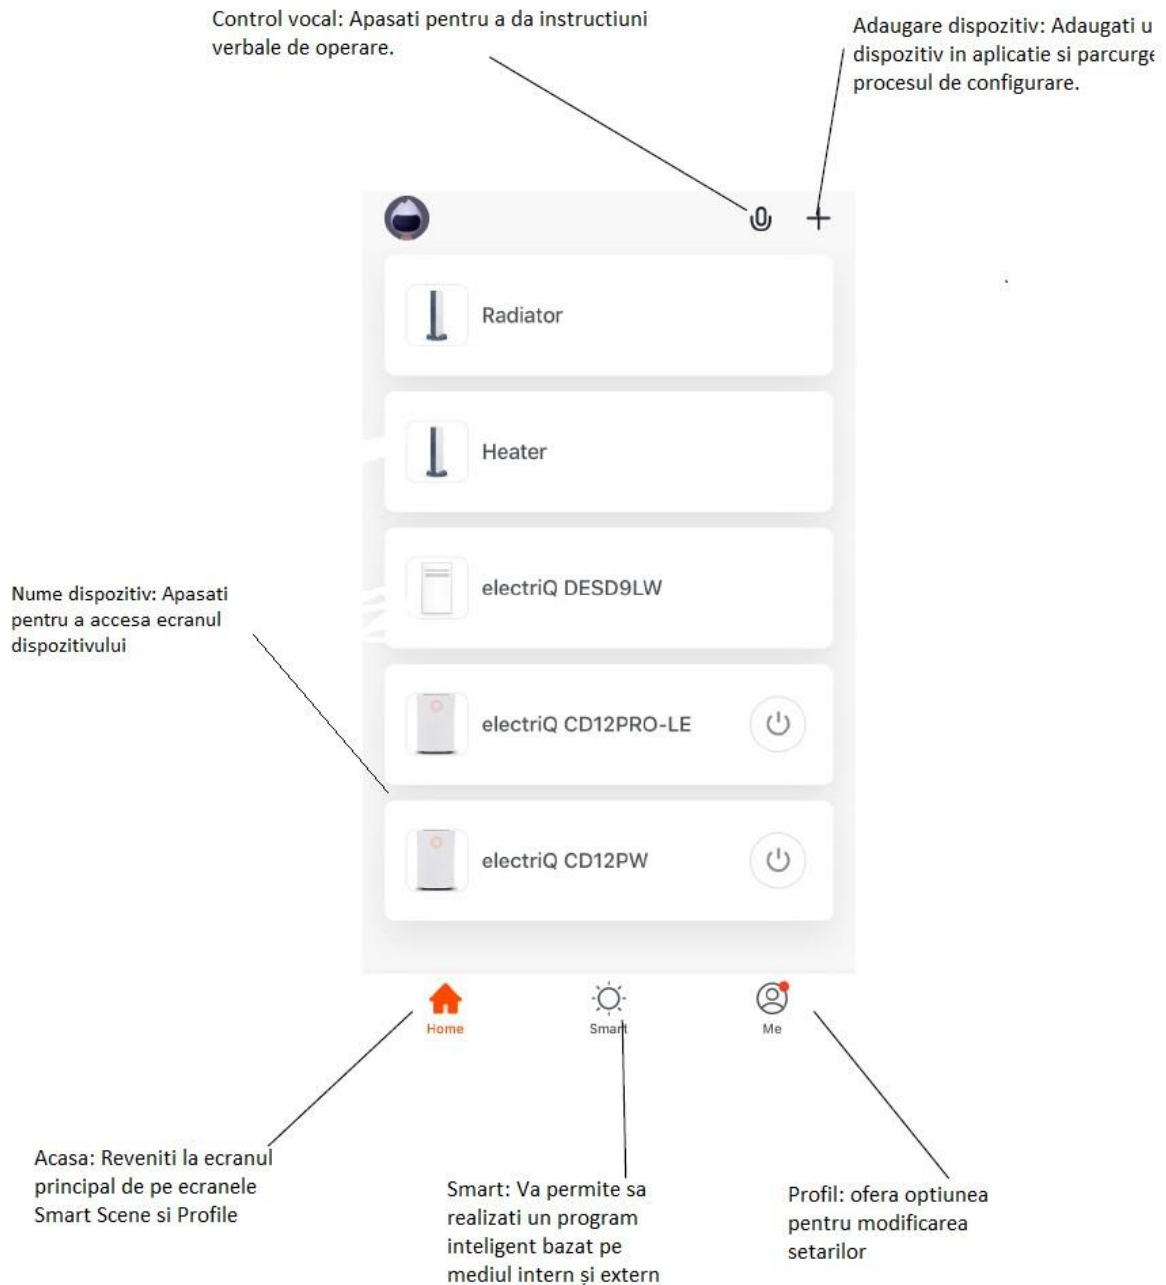 Control vocal: Apasati pentru a da instructiuni
verbale de operare.
Adaugare dispozitiv: Adaugati u
dispozitiv in aplicatie si parcurge
procesul de configurare.
Radiator
Heater
electriQ DESD9LW
Nume dispozitiv: Apasati
pentru a accesa ecranul
dispozitivului
electriQ CD12PRO-LE
electriQ CD12PW
Home
Smart
Me
Acasa: Reveniti la ecranul
principal de pe ecranele
Smart Scene si Profile
Smart: Va permite sa
realizati un program
inteligent bazat pe
mediul intern și extern
Profil: ofera optiunea
pentru modificarea
setarilor